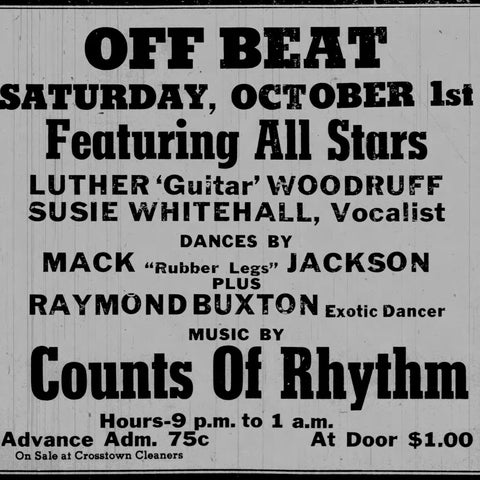 OFF BEAT
SATURDAY, OCTOBER 1st
Featuring All Stars
LUTHER 'Guitar' WOODRUFF
SUSIE WHITEHALL, Vocalist
DANCES BY
MACK "Rubber Legs" JACKSON
PLUS
RAYMOND BUXTON Exotic Dancer
MUSIC BY
Counts Of Rhythm
Hours-9 p.m. to 1 a.m.
Advance Adm. 75c At Door $1.00
On Sale at Crosstown Cleaners